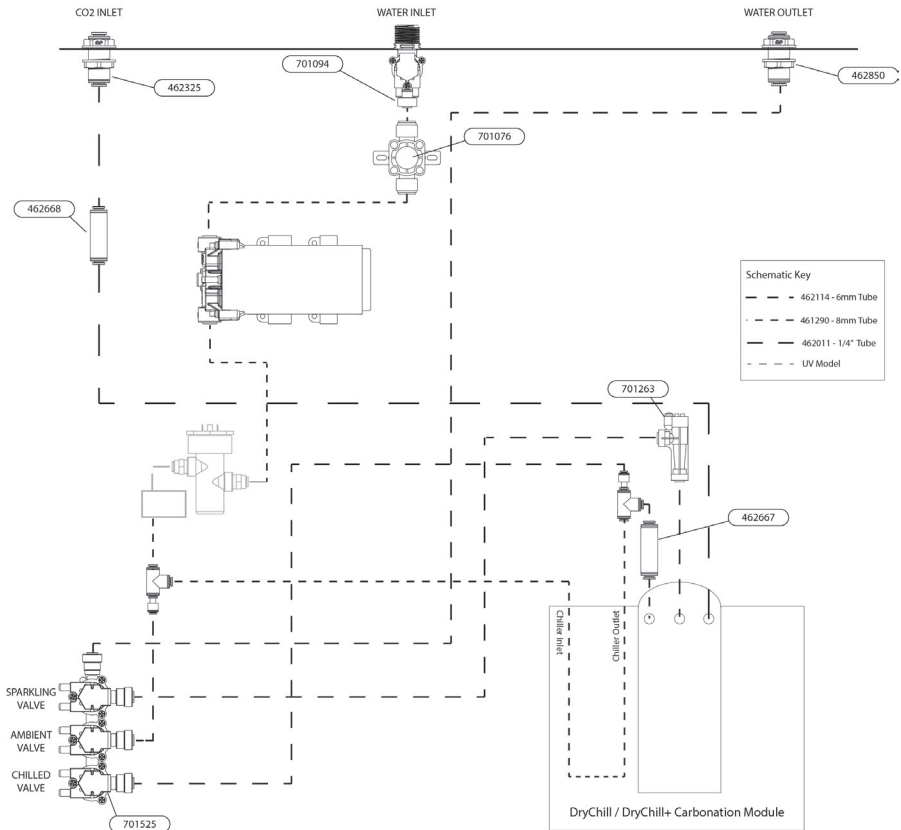 CO2 INLET
WATER INLET
WATER OUTLET
701094
462325
462850
701076
462668
Schematic Key
462114 - 6mm Tube
461290 - 8mm Tube
462011 - 1/4" Tube
UV Model
701263
462667
Chiller Inlet
Chiller Outlet
SPARKLING
VALVE
AMBIENT
VALVE
CHILLED
VALVE
701525
DryChill / DryChill+ Carbonation Module